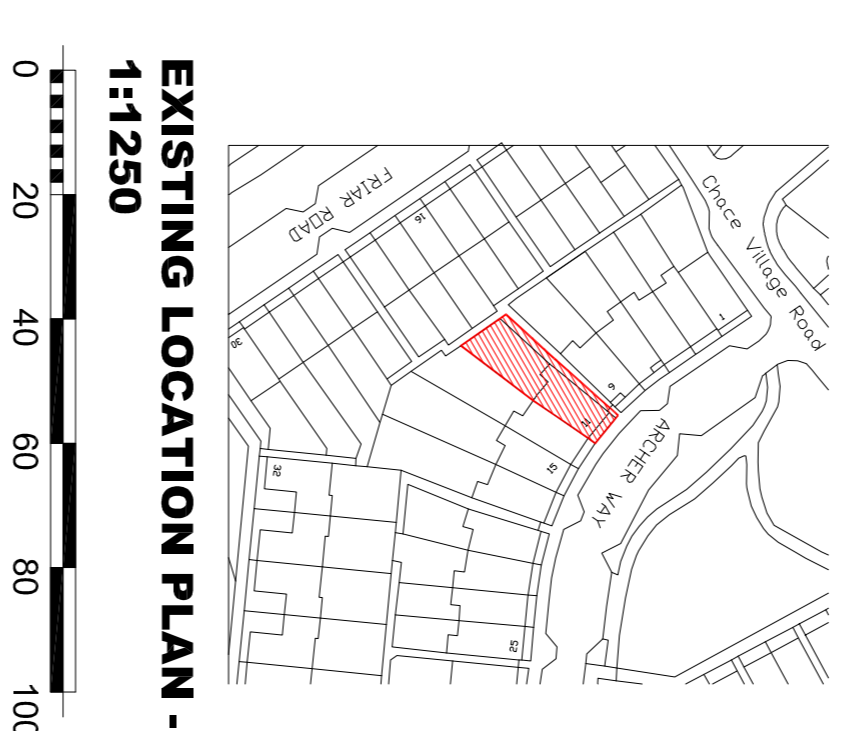 EXISTING LOCATION PLAN -
1:1250
0 20 40 60 80 100
FRIAR ROAD
Chace Village Road
ARCHER WAY
16
30
32
1
9
11
15
25